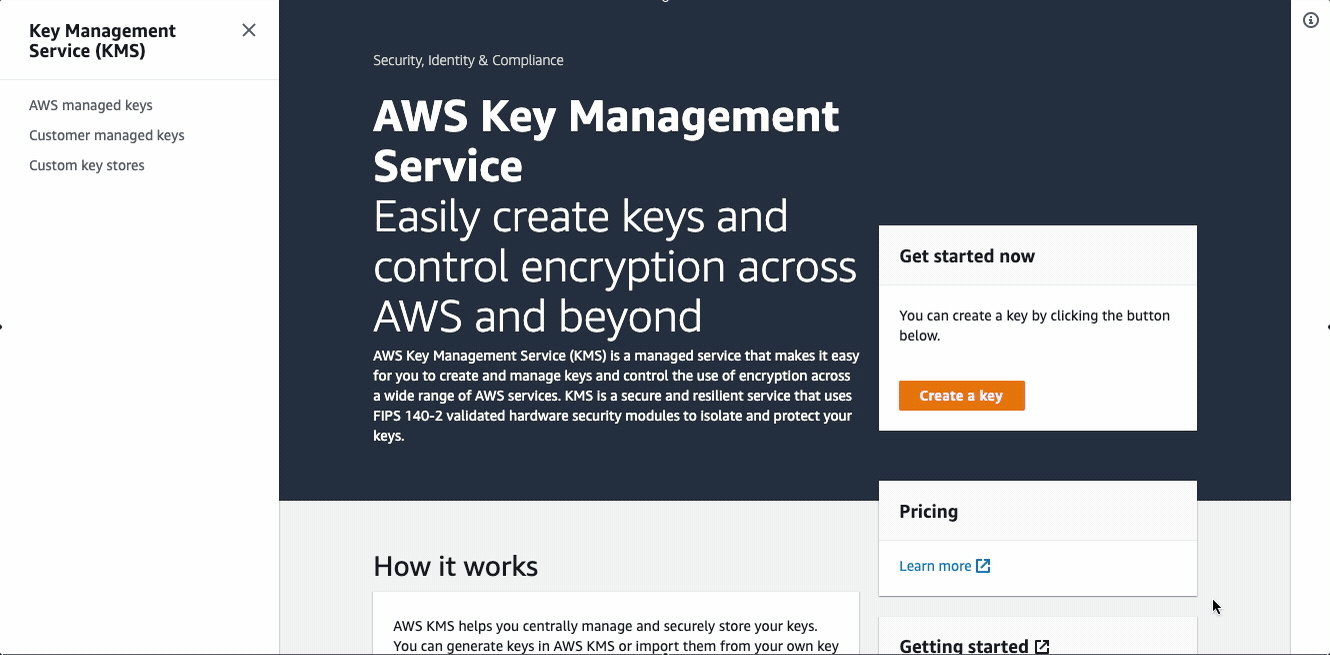 Key Management
Service (KMS)
AWS managed keys
Customer managed keys
Custom key stores
Security, Identity & Compliance
AWS Key Management
Service
Easily create keys and
control encryption across
AWS and beyond
AWS Key Management Service (KMS) is a managed service that makes it easy
for you to create and manage keys and control the use of encryption across
a wide range of AWS services. KMS is a secure and resilient service that uses
FIPS 140-2 validated hardware security modules to isolate and protect your
keys.
Get started now
You can create a key by clicking the button
below.
Create a key
Pricing
Learn more
Getting started
How it works
AWS KMS helps you centrally manage and securely store your keys.
You can generate keys in AWS KMS or import them from your own key